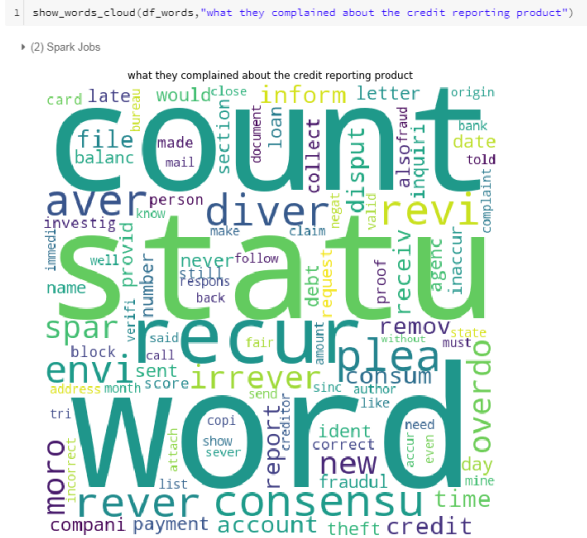 1 show_words_cloud(df_words,"what they complained about the credit reporting product")
(2) Spark Jobs
what they complained about the credit reporting product
card late would close inform letter origin
bureau section document loan collect fraud bank
count
file made disput also inquiri date
balanc mail told
aver person diver negat valid revi complaint
investig know make claim
immedi well provid never follow request proof receiv agenc inaccur
statu
name number still respons back debt
spar verifi said recur fair amount remov state
block call without plea must
envi sent irrever consum overdo
address month score send sinc author
tri copi creditor like need
word
moro incorrect attach show sever report ident correct accur even day
list new fraudul mine
rever consensu time
compani payment account theft credit